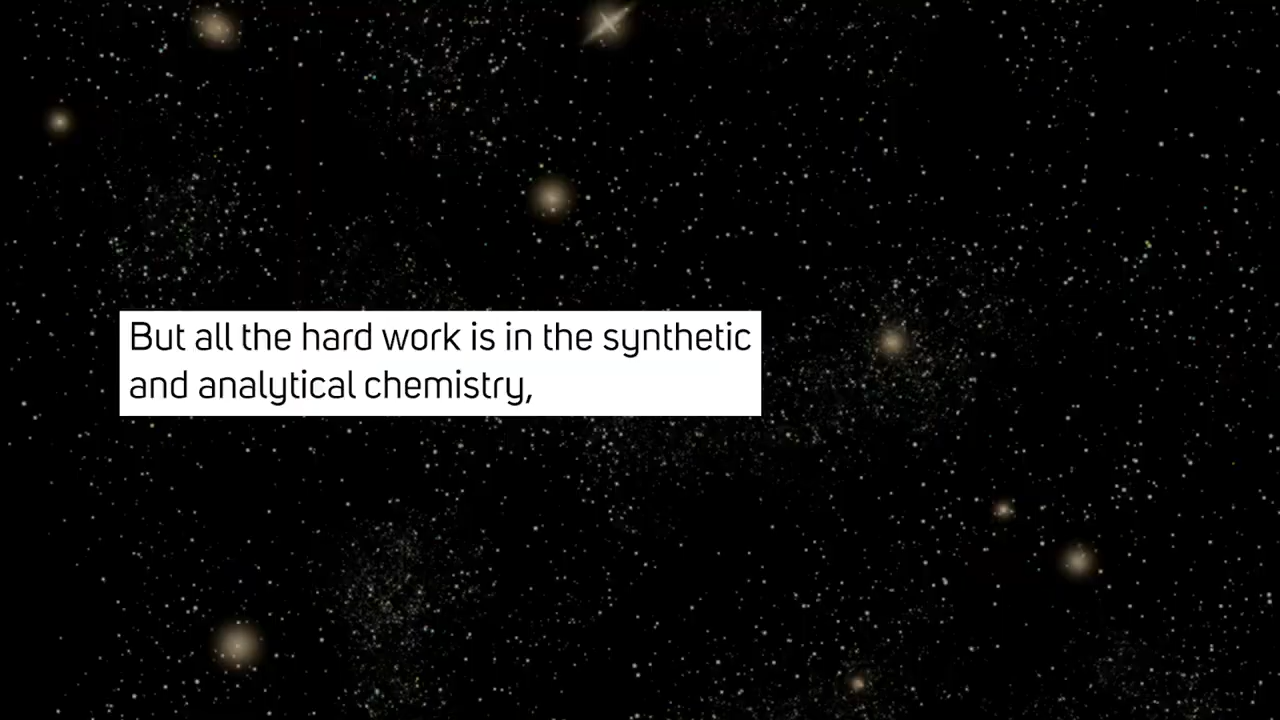 But all the hard work is in the synthetic
and analytical chemistry,